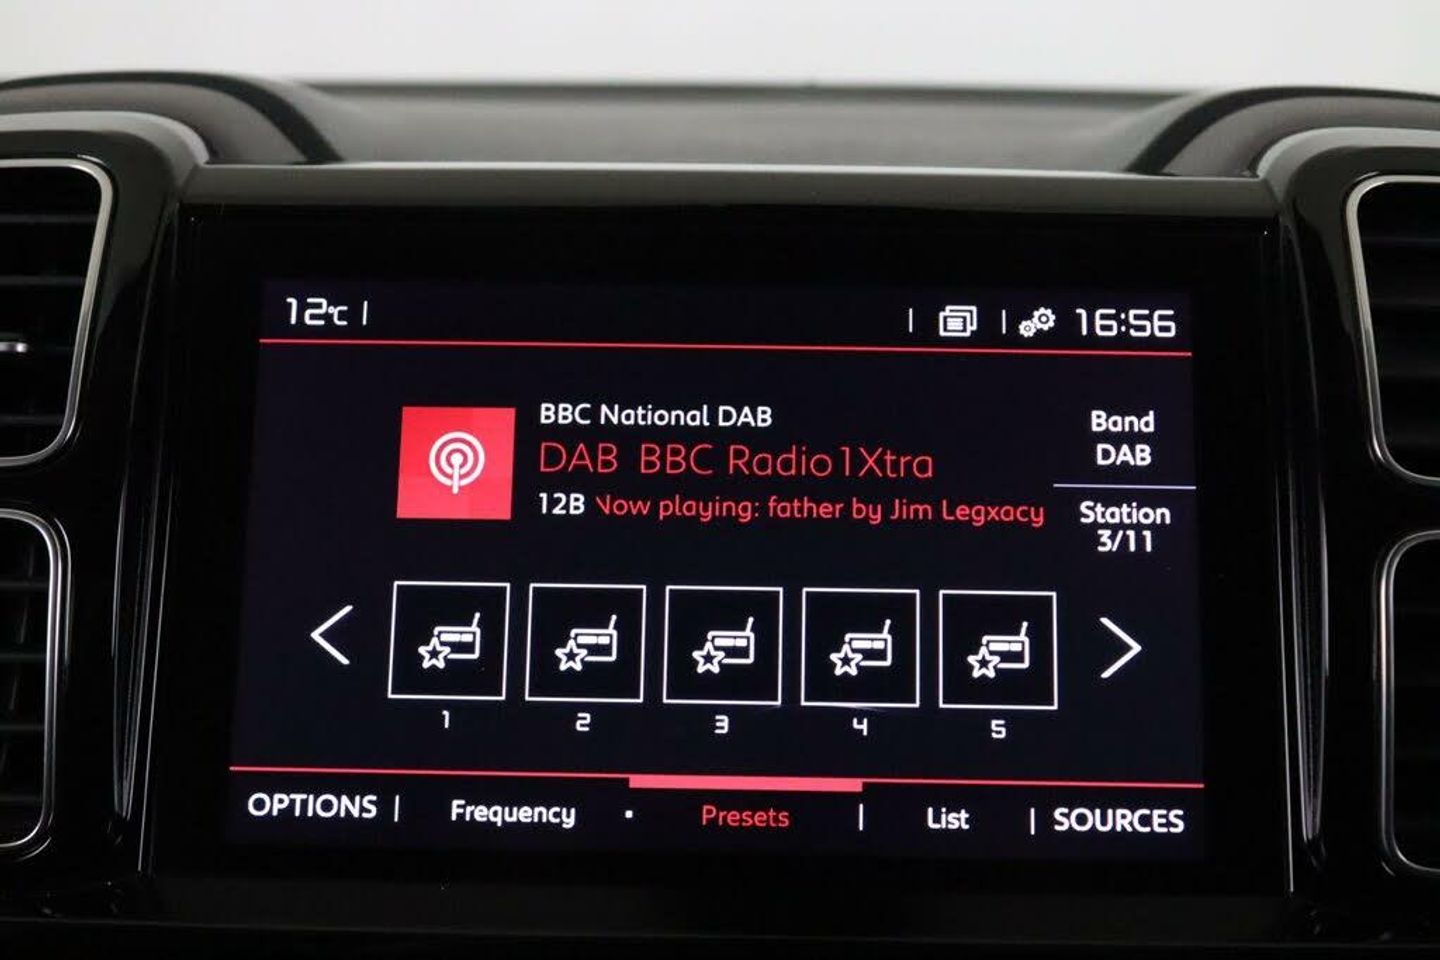 12°C | | | 16:56
BBC National DAB
DAB BBC Radio1Xtra
12B Now playing: father by Jim Legxacy
Band
DAB
Station
3/11
1 2 3 4 5
OPTIONS | Frequency · Presets | List | SOURCES